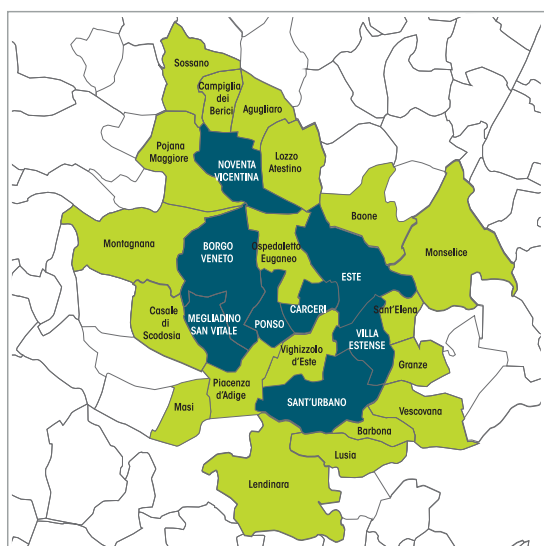 Sossano
Campiglia
dei
Berici
Agugliaro
Pojana
Maggiore
NOVENTA
VICENTINA
Lozzo
Atestino
Baone
Montagnana
BORGO
VENETO
Ospedaletto
Euganeo
Monselice
ESTE
Casale
di
Scodosia
MEGLIADINO
SAN VITALE
PONSO
CARCERI
Sant'Elena
VILLA
ESTENSE
Vighizzolo
d'Este
Granze
Piacenza
d'Adige
Masi
SANT'URBANO
Vescovana
Barbona
Lusia
Lendinara